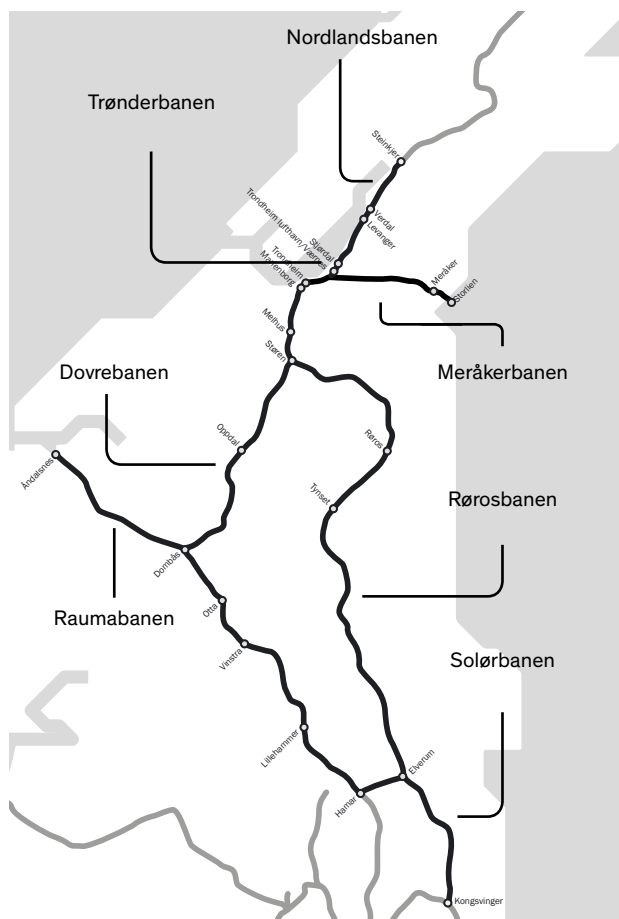 Nordlandsbanen
Trønderbanen
Steinkjer
Verdal
Levanger
Trondheim lufthavn/Værnes
Stjørdal
Trondheim
Marienborg
Meråker
Storlien
Melhus
Støren
Dovrebanen
Meråkerbanen
Oppdal
Røros
Åndalsnes
Tynset
Rørosbanen
Dombås
Raumabanen
Otta
Vinstra
Solørbanen
Lillehammer
Elverum
Hamar
Kongsvinger